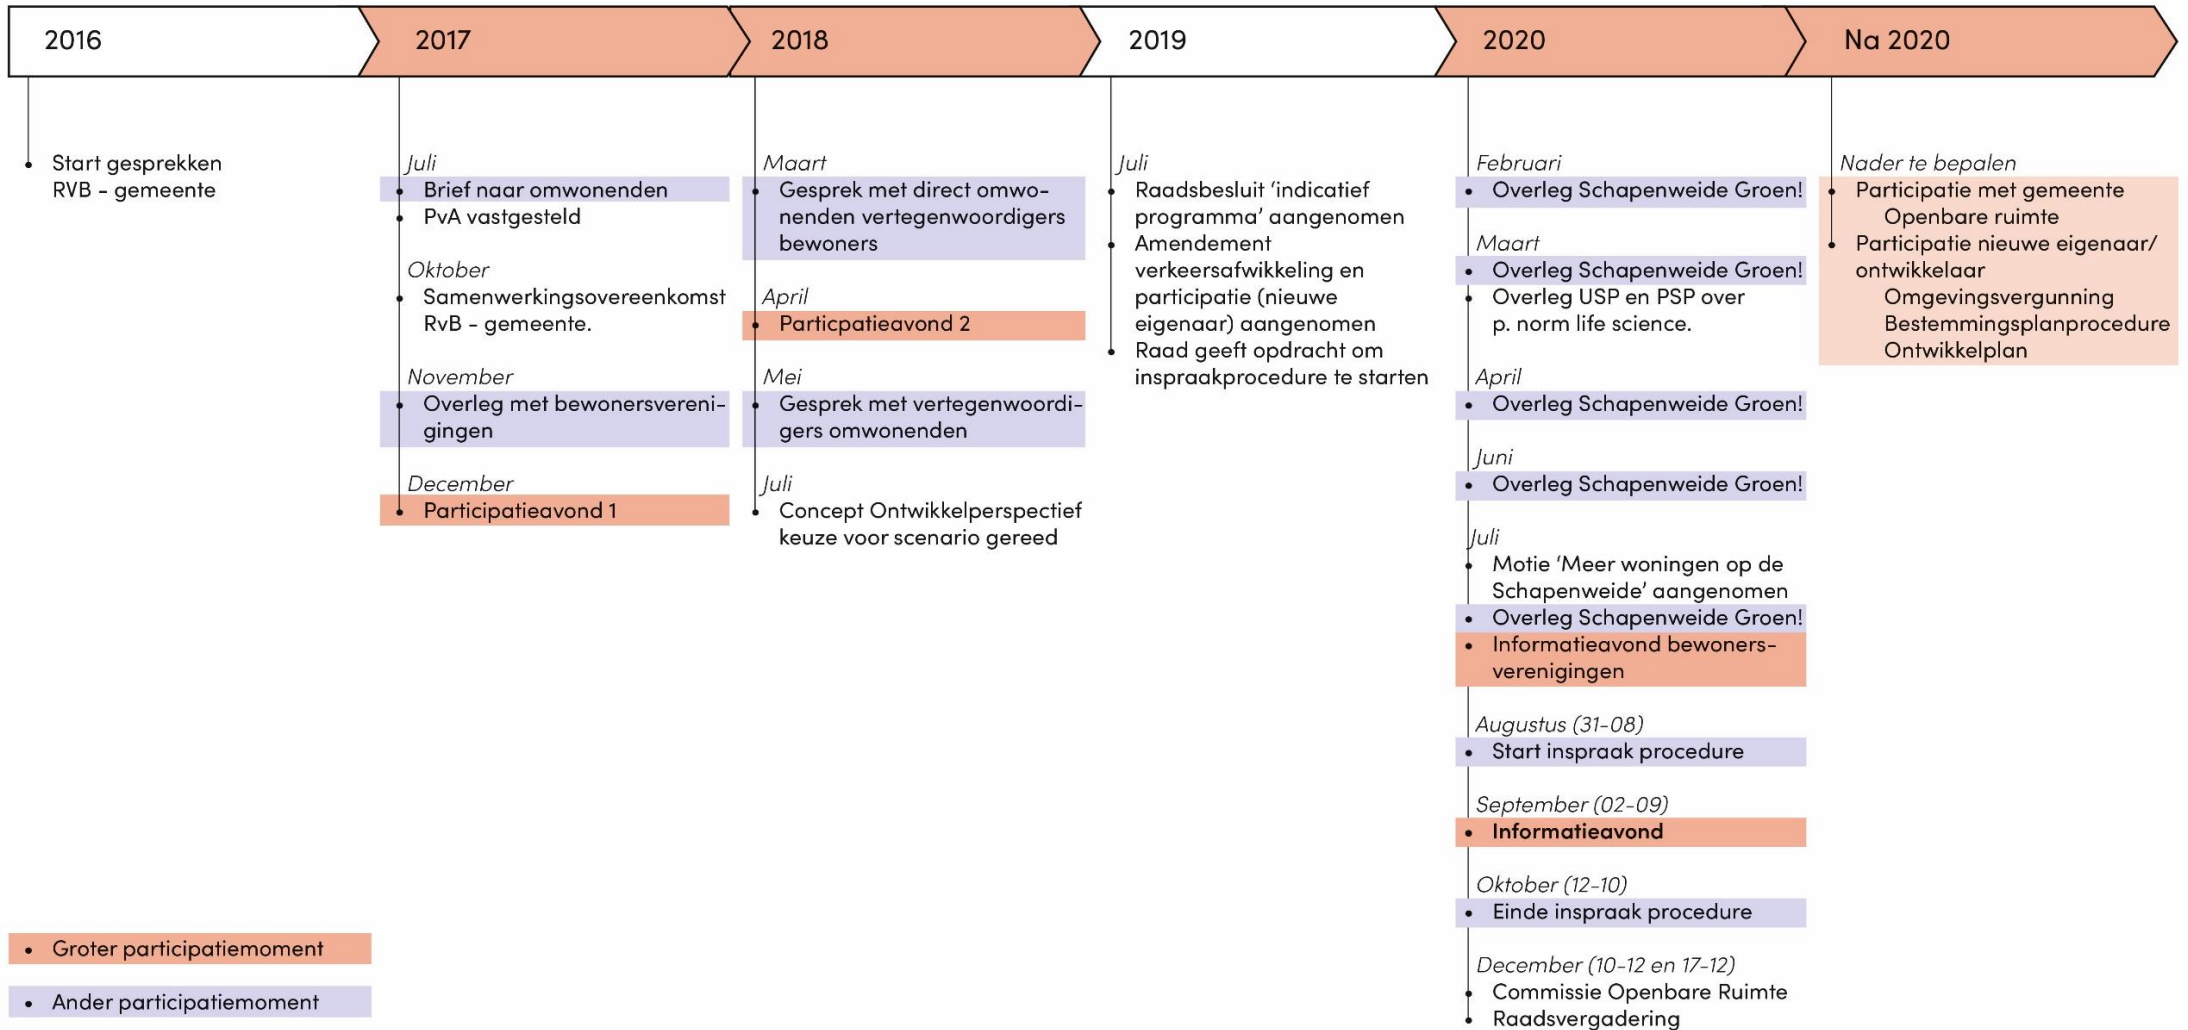 2016
2017
2018
2019
2020
Na 2020
• Start gesprekken
RVB - gemeente
Juli
• Brief naar omwonenden
• PvA vastgesteld
Oktober
• Samenwerkingsovereenkomst
RvB - gemeente.
November
• Overleg met bewonersvereni-
gingen
December
• Participatieavond 1
Maart
• Gesprek met direct omwo-
nenden vertegenwoordigers
bewoners
April
• Particpatieavond 2
Mei
• Gesprek met vertegenwoordi-
gers omwonenden
Juli
• Concept Ontwikkelperspectief
keuze voor scenario gereed
Juli
• Raadsbesluit ‘indicatief
programma’ aangenomen
• Amendement
verkeersafwikkeling en
participatie (nieuwe
eigenaar) aangenomen
• Raad geeft opdracht om
inspraakprocedure te starten
Februari
• Overleg Schapenweide Groen!
Maart
• Overleg Schapenweide Groen!
• Overleg USP en PSP over
p. norm life science.
April
• Overleg Schapenweide Groen!
Juni
• Overleg Schapenweide Groen!
Juli
• Motie ‘Meer woningen op de
Schapenweide’ aangenomen
• Overleg Schapenweide Groen!
• Informatieavond bewoners-
verenigingen
Augustus (31-08)
• Start inspraak procedure
September (02-09)
• Informatieavond
Oktober (12-10)
• Einde inspraak procedure
December (10-12 en 17-12)
• Commissie Openbare Ruimte
• Raadsvergadering
Nader te bepalen
• Participatie met gemeente
Openbare ruimte
• Participatie nieuwe eigenaar/
ontwikkelaar
Omgevingsvergunning
Bestemmingsplanprocedure
Ontwikkelplan
• Groter participatiemoment
• Ander participatiemoment